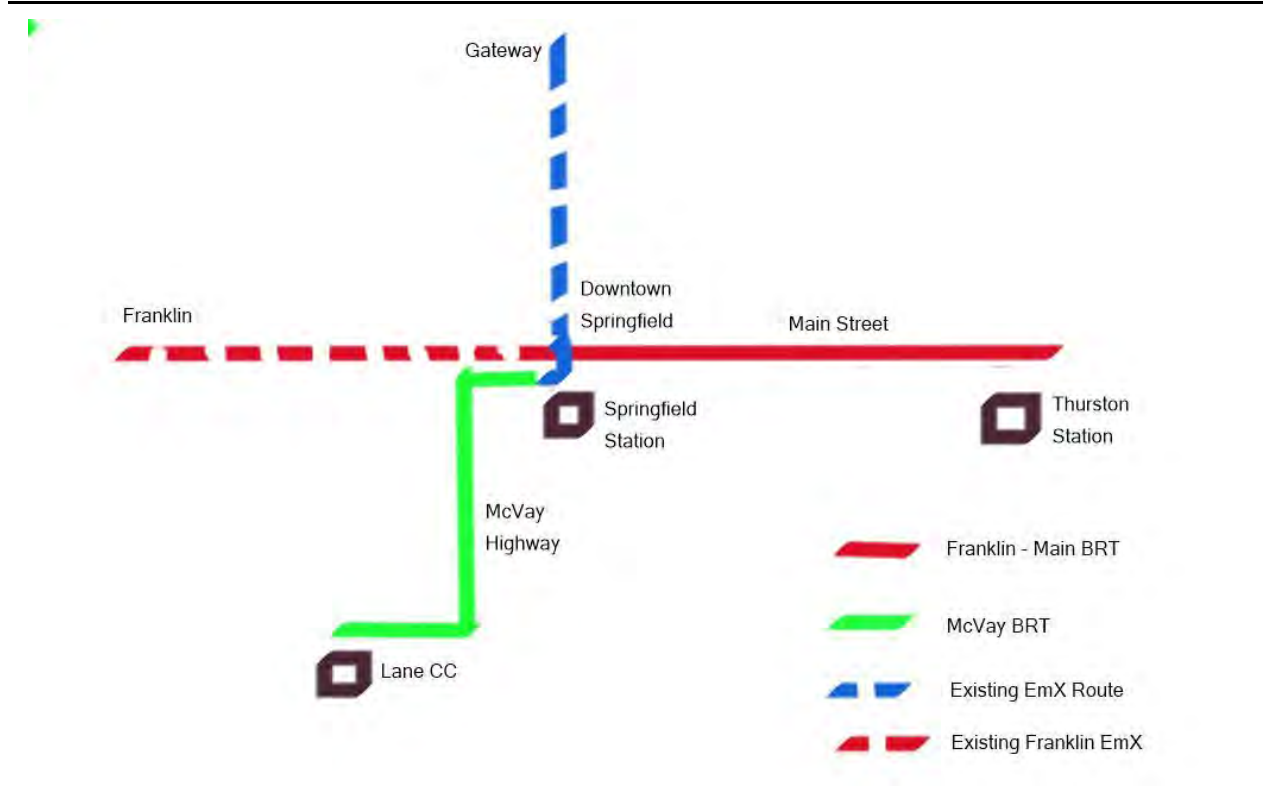 Gateway
Downtown
Springfield
Franklin
Main Street
Springfield
Station
Thurston
Station
McVay
Highway
Franklin - Main BRT
McVay BRT
Lane CC
Existing EmX Route
Existing Franklin EmX